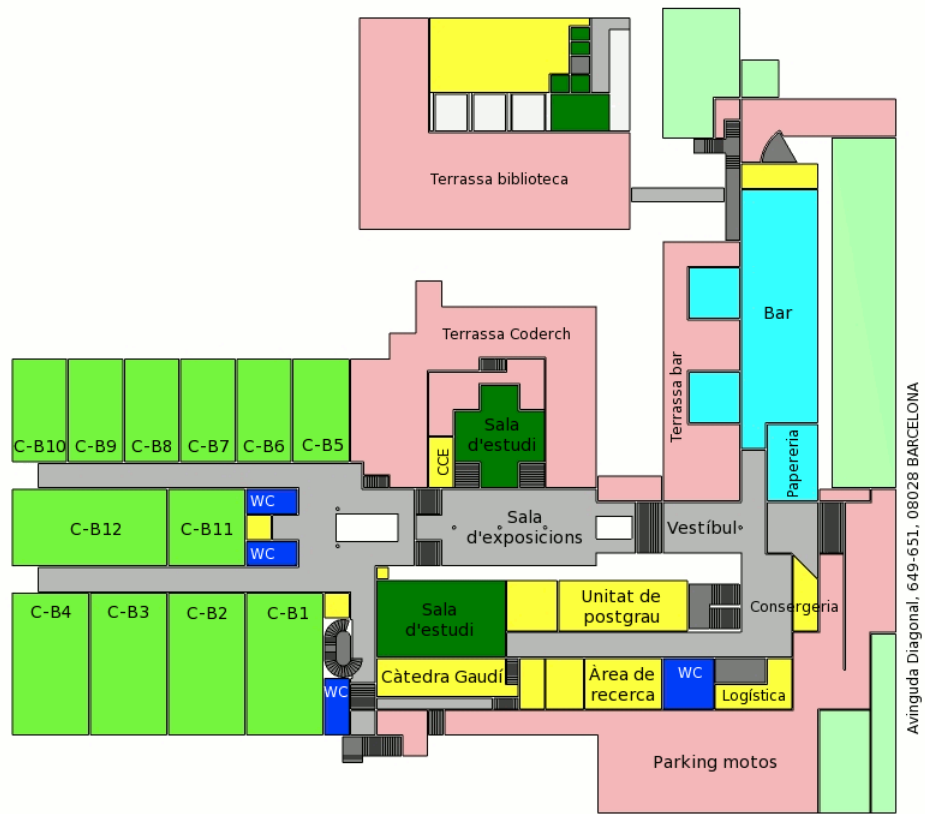 Terrassa biblioteca
Bar
Terrassa Coderch
Terrassa bar
Papereria
Sala
d'estudi
CCE
C-B10
C-B9
C-B8
C-B7
C-B6
C-B5
C-B12
C-B11
WC
WC
Sala
d'exposicions
Vestíbul
C-B4
C-B3
C-B2
C-B1
WC
Sala
d'estudi
Unitat de
postgrau
Consergeria
Càtedra Gaudí
Àrea de
recerca
WC
Logística
Parking motos
Avinguda Diagonal, 649-651, 08028 BARCELONA